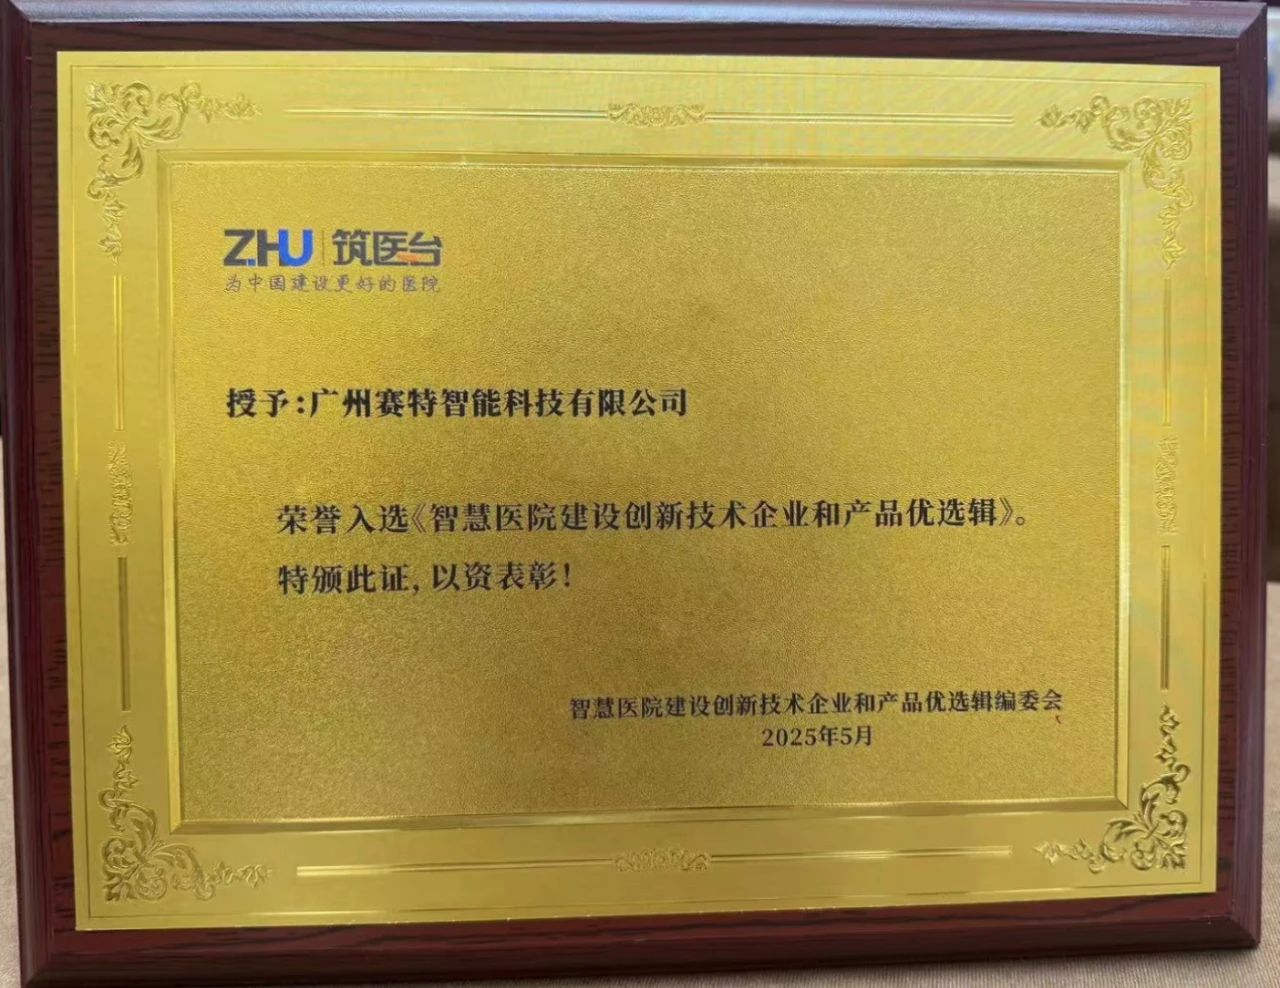 ZHU 筑医台
为中国建设更好的医院
授予:广州赛特智能科技有限公司
荣誉入选《智慧医院建设创新技术企业和产品优选辑》。
特颁此证,以资表彰!
智慧医院建设创新技术企业和产品优选辑编委会
2025年5月